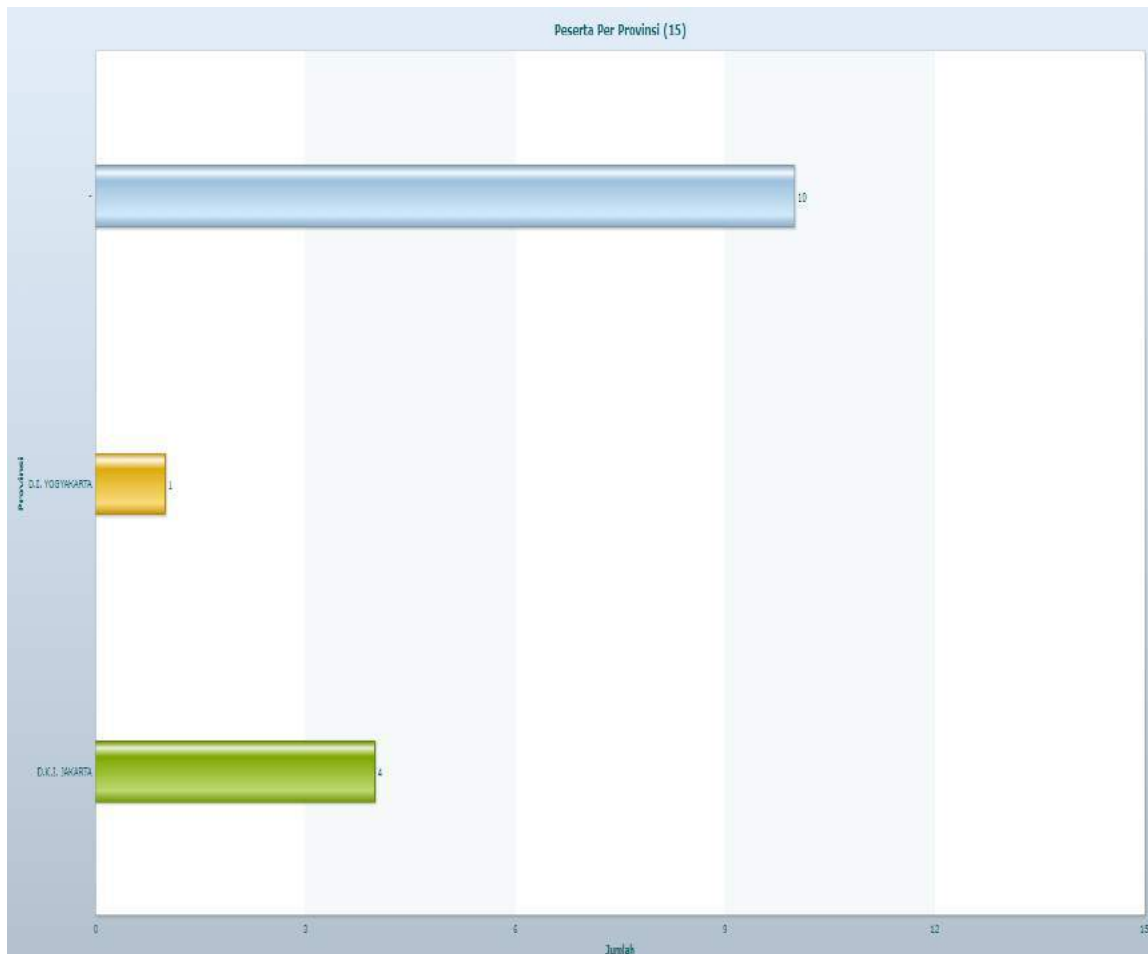 Peserta Per Provinsi (15)
-
10
Provinsi
D.I. YOGYAKARTA
1
D.K.I. JAKARTA
4
0
3
6
9
12
15
Jumlah